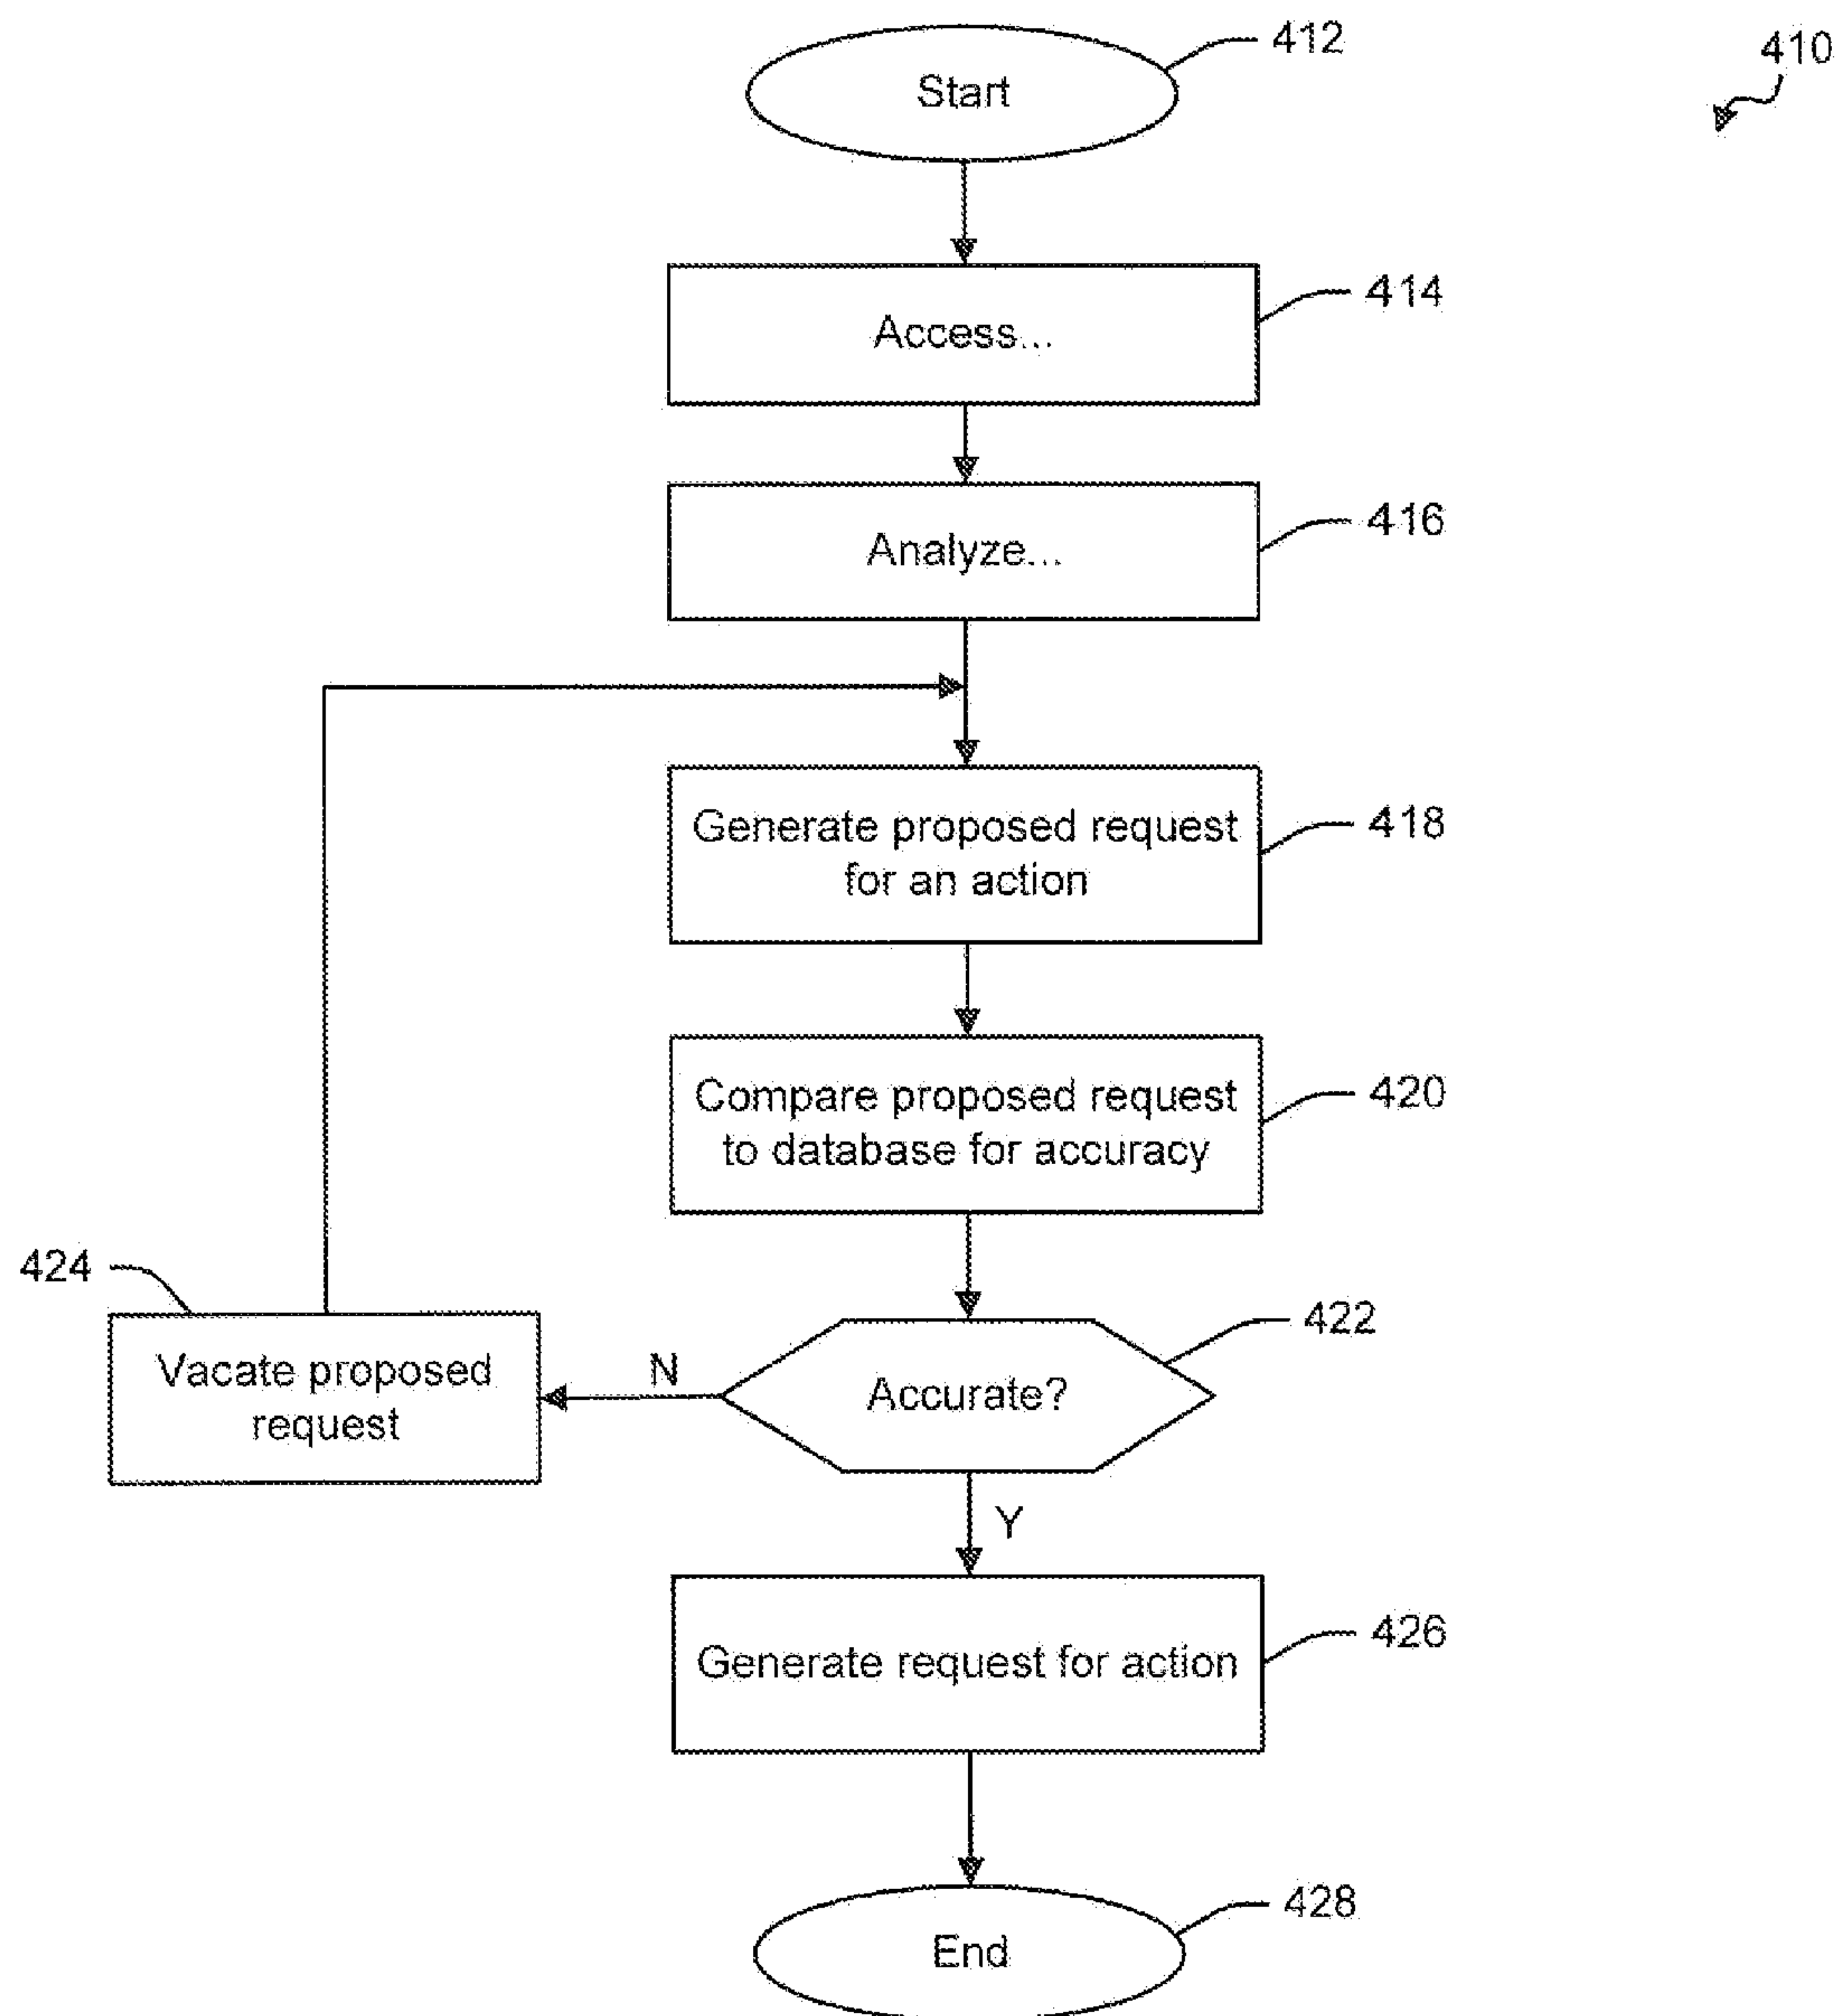 412
410
Start
414
Access...
416
Analyze...
Generate proposed request
for an action
418
Compare proposed request
to database for accuracy
420
424
422
Vacate proposed
request
N
Accurate?
Y
426
Generate request for action
428
End